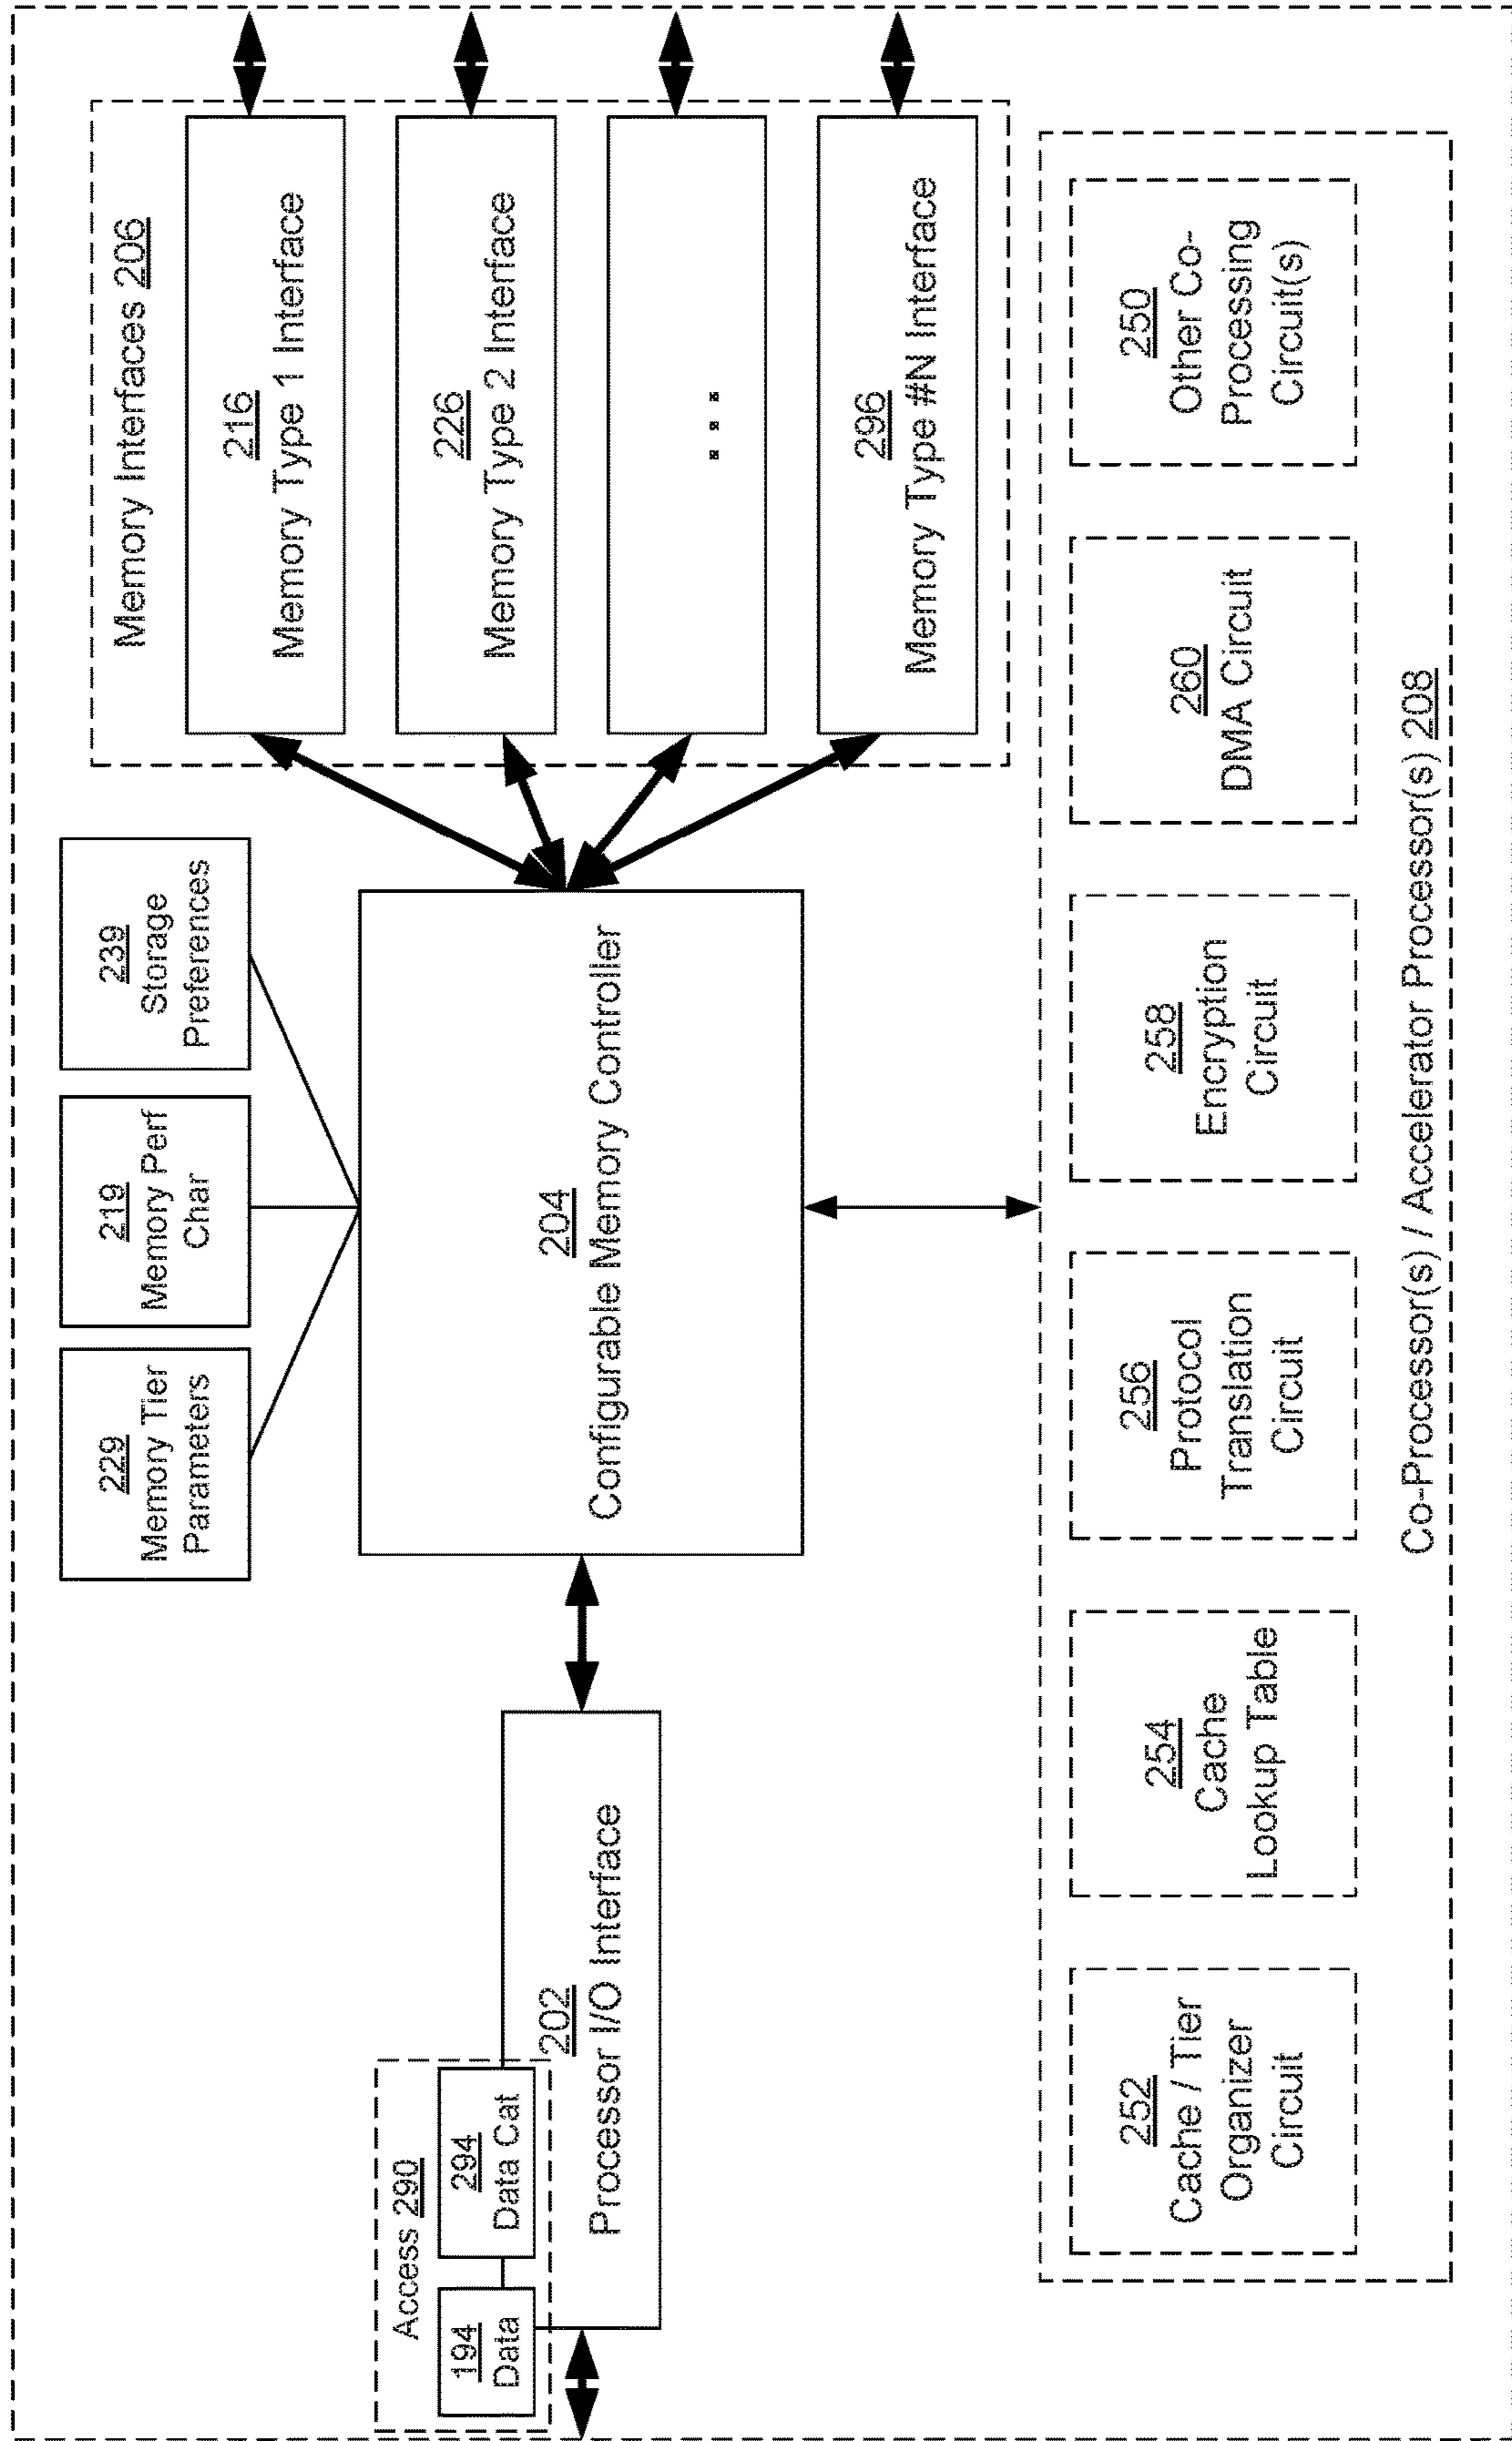 229
Memory Tier
Parameters
219
Memory Perf
Char
239
Storage
Preferences
Memory Interfaces 206
216
Memory Type 1 Interface
226
Memory Type 2 Interface
...
296
Memory Type #N Interface
Access 290
194
Data
294
Data Cat
202
Processor I/O Interface
204
Configurable Memory Controller
252
Cache / Tier
Organizer
Circuit
254
Cache
Lookup Table
256
Protocol
Translation
Circuit
258
Encryption
Circuit
260
DMA Circuit
250
Other Co-
Processing
Circuit(s)
Co-Processor(s) / Accelerator Processor(s) 208